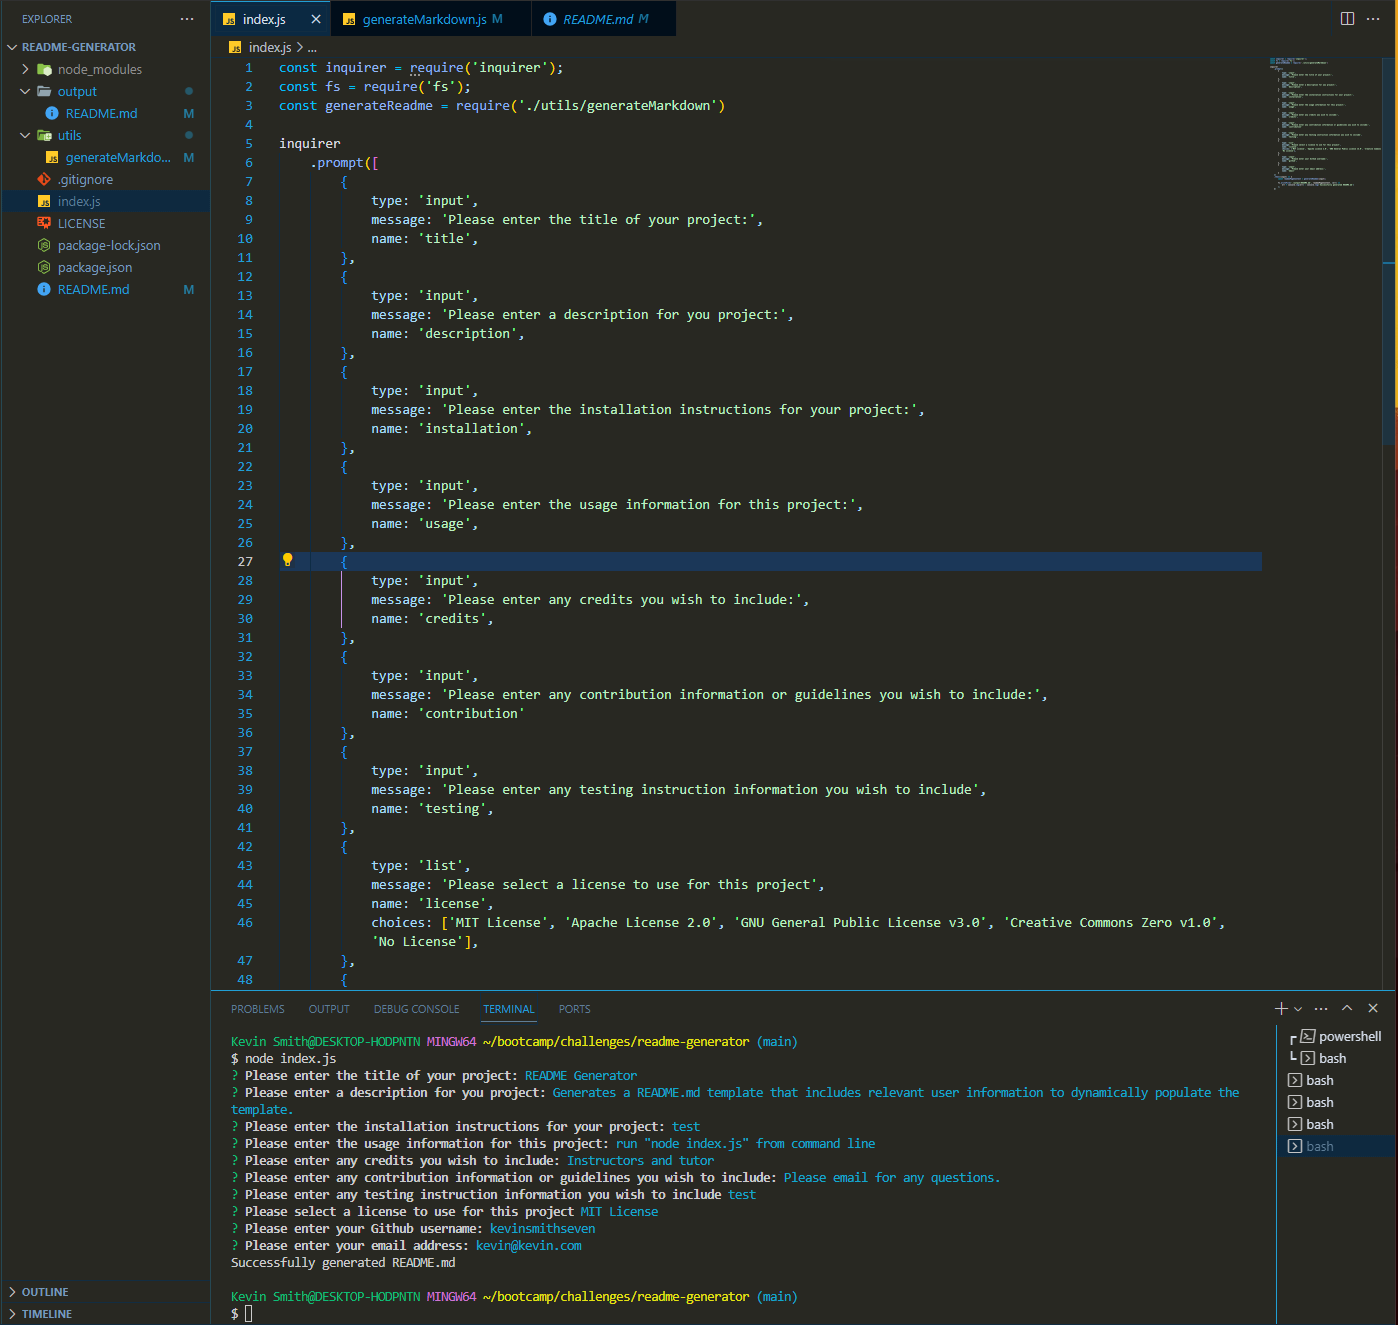 EXPLORER
README-GENERATOR
node_modules
output
README.md M
utils
generateMarkdo... M
.gitignore
index.js
LICENSE
package-lock.json
package.json
README.md M
OUTLINE
TIMELINE
index.js
generateMarkdown.js M
README.md M
index.js > ...
1 const inquirer = require('inquirer');
2 const fs = require('fs');
3 const generateReadme = require('./utils/generateMarkdown')
4
5 inquirer
6 .prompt([
7 {
8 type: 'input',
9 message: 'Please enter the title of your project:',
10 name: 'title',
11 },
12 {
13 type: 'input',
14 message: 'Please enter a description for you project:',
15 name: 'description',
16 },
17 {
18 type: 'input',
19 message: 'Please enter the installation instructions for your project:',
20 name: 'installation',
21 },
22 {
23 type: 'input',
24 message: 'Please enter the usage information for this project:',
25 name: 'usage',
26 },
27 {
28 type: 'input',
29 message: 'Please enter any credits you wish to include:',
30 name: 'credits',
31 },
32 {
33 type: 'input',
34 message: 'Please enter any contribution information or guidelines you wish to include:',
35 name: 'contribution'
36 },
37 {
38 type: 'input',
39 message: 'Please enter any testing instruction information you wish to include',
40 name: 'testing',
41 },
42 {
43 type: 'list',
44 message: 'Please select a license to use for this project',
45 name: 'license',
46 choices: ['MIT License', 'Apache License 2.0', 'GNU General Public License v3.0', 'Creative Commons Zero v1.0',
'No License'],
47 },
48 {
PROBLEMS OUTPUT DEBUG CONSOLE TERMINAL PORTS
Kevin Smith@DESKTOP-HODPNTN MINGW64 ~/bootcamp/challenges/readme-generator (main)
$ node index.js
? Please enter the title of your project: README Generator
? Please enter a description for you project: Generates a README.md template that includes relevant user information to dynamically populate the
template.
? Please enter the installation instructions for your project: test
? Please enter the usage information for this project: run "node index.js" from command line
? Please enter any credits you wish to include: Instructors and tutor
? Please enter any contribution information or guidelines you wish to include: Please email for any questions.
? Please enter any testing instruction information you wish to include test
? Please select a license to use for this project MIT License
? Please enter your Github username: kevinsmithseven
? Please enter your email address: kevin@kevin.com
Successfully generated README.md
Kevin Smith@DESKTOP-HODPNTN MINGW64 ~/bootcamp/challenges/readme-generator (main)
$
powershell
bash
bash
bash
bash
bash